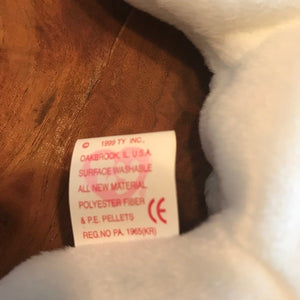 © 1999 TY INC.,
OAKBROOK, IL, U.S.A.
SURFACE WASHABLE
ALL NEW MATERIAL
POLYESTER FIBER
& P.E. PELLETS CE
REG.NO PA. 1965(KR)